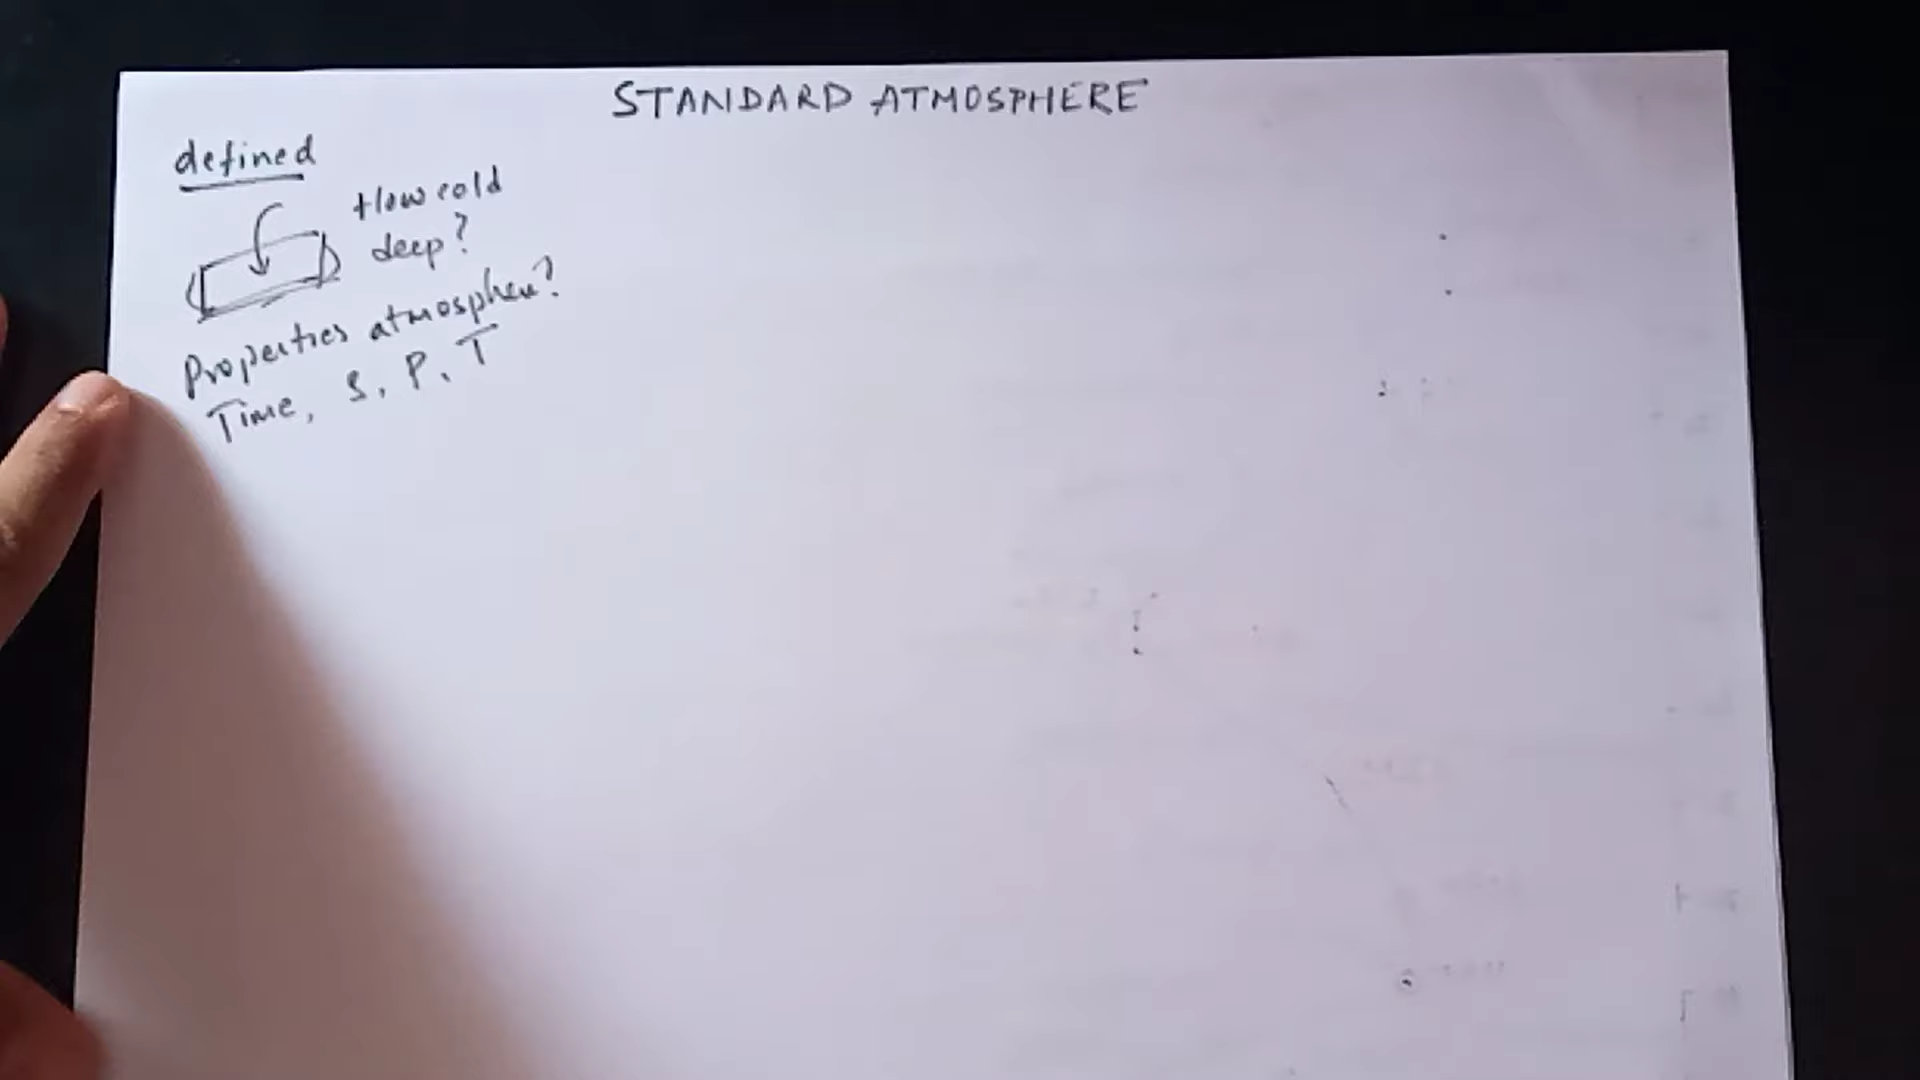 STANDARD ATMOSPHERE
defined
How cold
deep?
Properties atmosphere?
Time, S, P, T